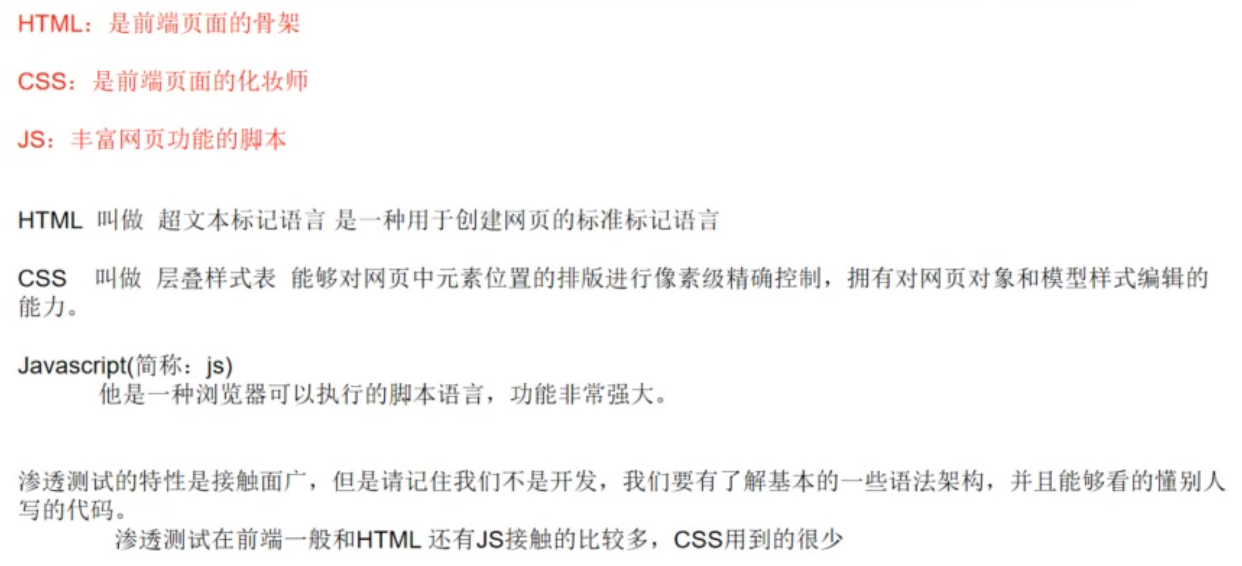 HTML：是前端页面的骨架
CSS：是前端页面的化妆师
JS：丰富网页功能的脚本
HTML 叫做 超文本标记语言 是一种用于创建网页的标准标记语言
CSS 叫做 层叠样式表 能够对网页中元素位置的排版进行像素级精确控制，拥有对网页对象和模型样式编辑的
能力。
Javascript(简称：js)
他是一种浏览器可以执行的脚本语言，功能非常强大。
渗透测试的特性是接触面广，但是请记住我们不是开发，我们要有了解基本的一些语法架构，并且能够看的懂别人
写的代码。
渗透测试在前端一般和HTML 还有JS接触的比较多，CSS用到的很少